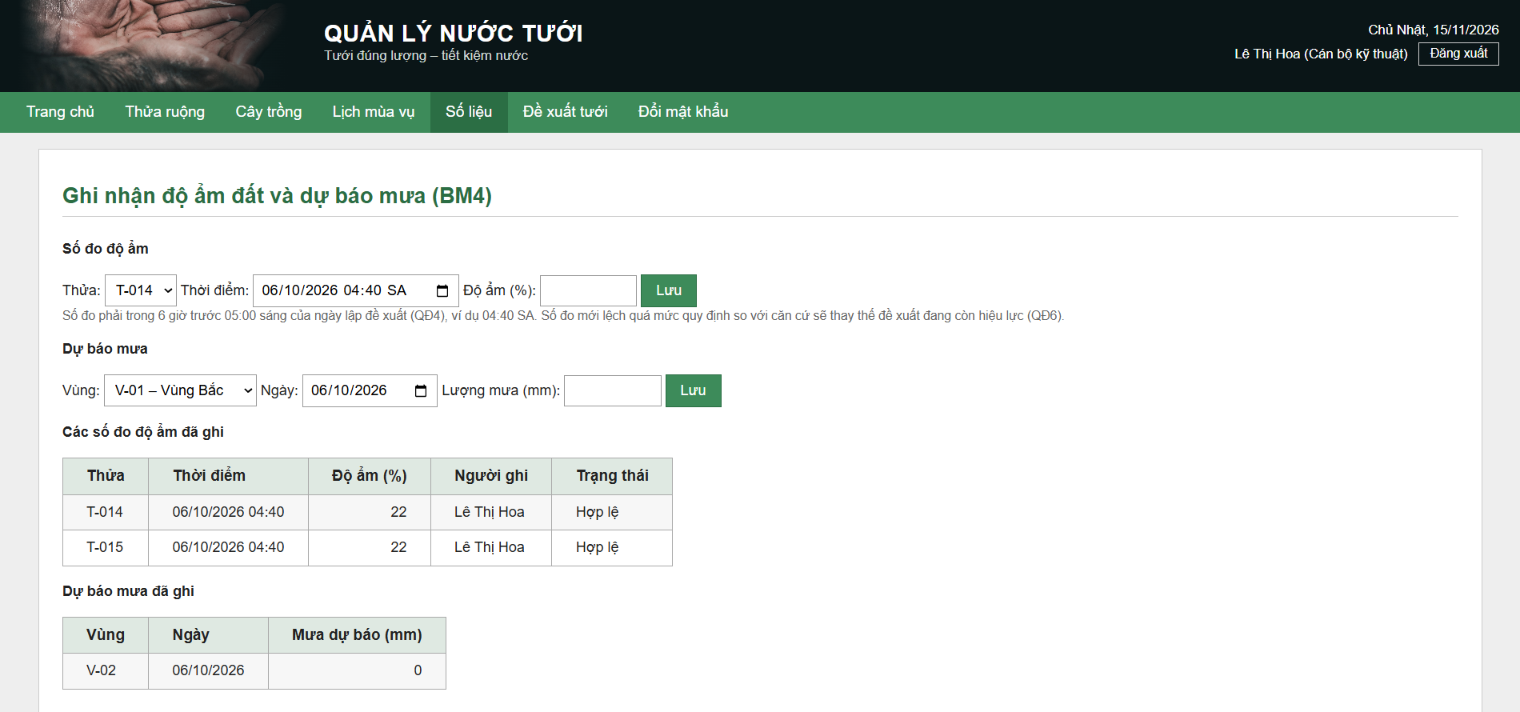 QUẢN LÝ NƯỚC TƯỚI
Tưới đúng lượng – tiết kiệm nước
Chủ Nhật, 15/11/2026
Lê Thị Hoa (Cán bộ kỹ thuật) Đăng xuất
Trang chủ Thửa ruộng Cây trồng Lịch mùa vụ Số liệu Đề xuất tưới Đổi mật khẩu
Ghi nhận độ ẩm đất và dự báo mưa (BM4)
Số đo độ ẩm
Thửa: T-014 Thời điểm: 06/10/2026 04:40 SA Độ ẩm (%): Lưu
Số đo phải trong 6 giờ trước 05:00 sáng của ngày lập đề xuất (QĐ4), ví dụ 04:40 SA. Số đo mới lệch quá mức quy định so với căn cứ sẽ thay thế đề xuất đang còn hiệu lực (QĐ6).
Dự báo mưa
Vùng: V-01 – Vùng Bắc Ngày: 06/10/2026 Lượng mưa (mm): Lưu
Các số đo độ ẩm đã ghi
Thửa Thời điểm Độ ẩm (%) Người ghi Trạng thái
T-014 06/10/2026 04:40 22 Lê Thị Hoa Hợp lệ
T-015 06/10/2026 04:40 22 Lê Thị Hoa Hợp lệ
Dự báo mưa đã ghi
Vùng Ngày Mưa dự báo (mm)
V-02 06/10/2026 0